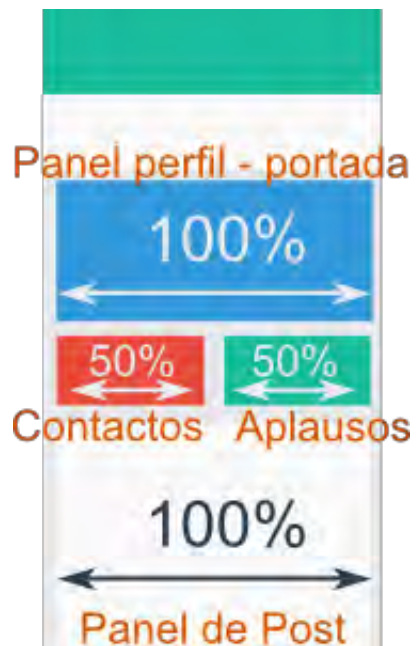 Panel perfil - portada
100%
50% 50%
Contactos Aplausos
100%
Panel de Post